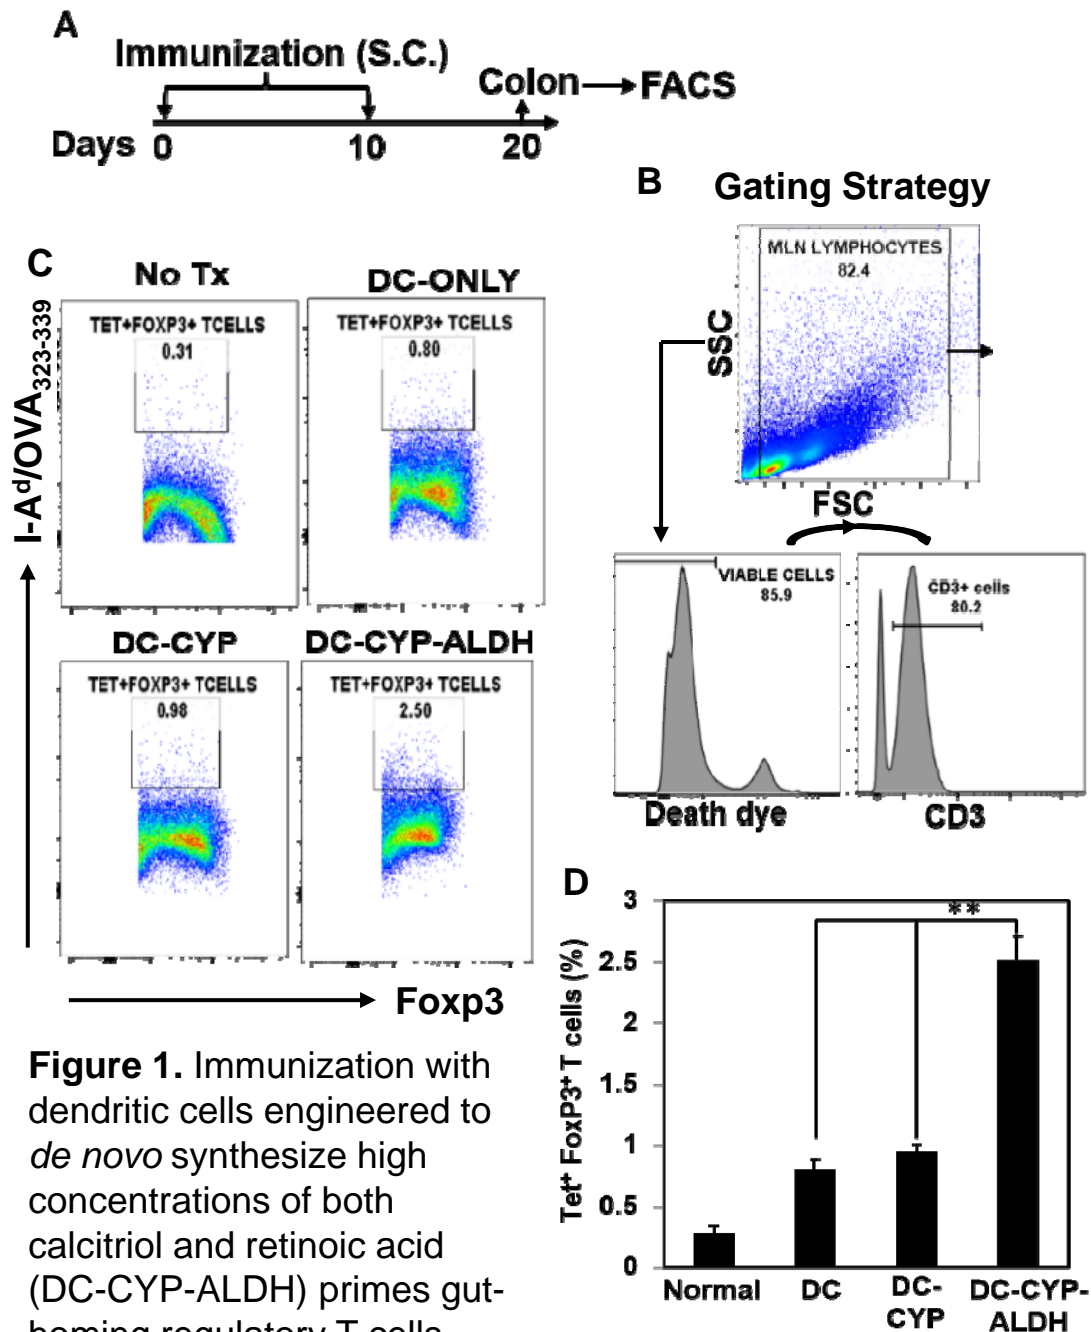 A
Immunization (S.C.)
Colon
FACS
Days 0 10 20
B
Gating Strategy
MLN LYMPHOCYTES
82.4
SSC
FSC
VIABLE CELLS
85.9
Death dye
CD3+ cells
80.2
CD3
C
No Tx
TET+FOXP3+ TCELLS
0.31
DC-ONLY
TET+FOXP3+ TCELLS
0.80
DC-CYP
TET+FOXP3+ TCELLS
0.98
DC-CYP-ALDH
TET+FOXP3+ TCELLS
2.50
I-Ad/OVA323-339
Foxp3
D
Tet+ FoxP3+ T cells (%)
3
2.5
2
1.5
1
0.5
0
**
Normal
DC
DC-
CYP
DC-CYP-
ALDH
Figure 1. Immunization with
dendritic cells engineered to
de novo synthesize high
concentrations of both
calcitriol and retinoic acid
(DC-CYP-ALDH) primes gut-
homing regulatory T cells